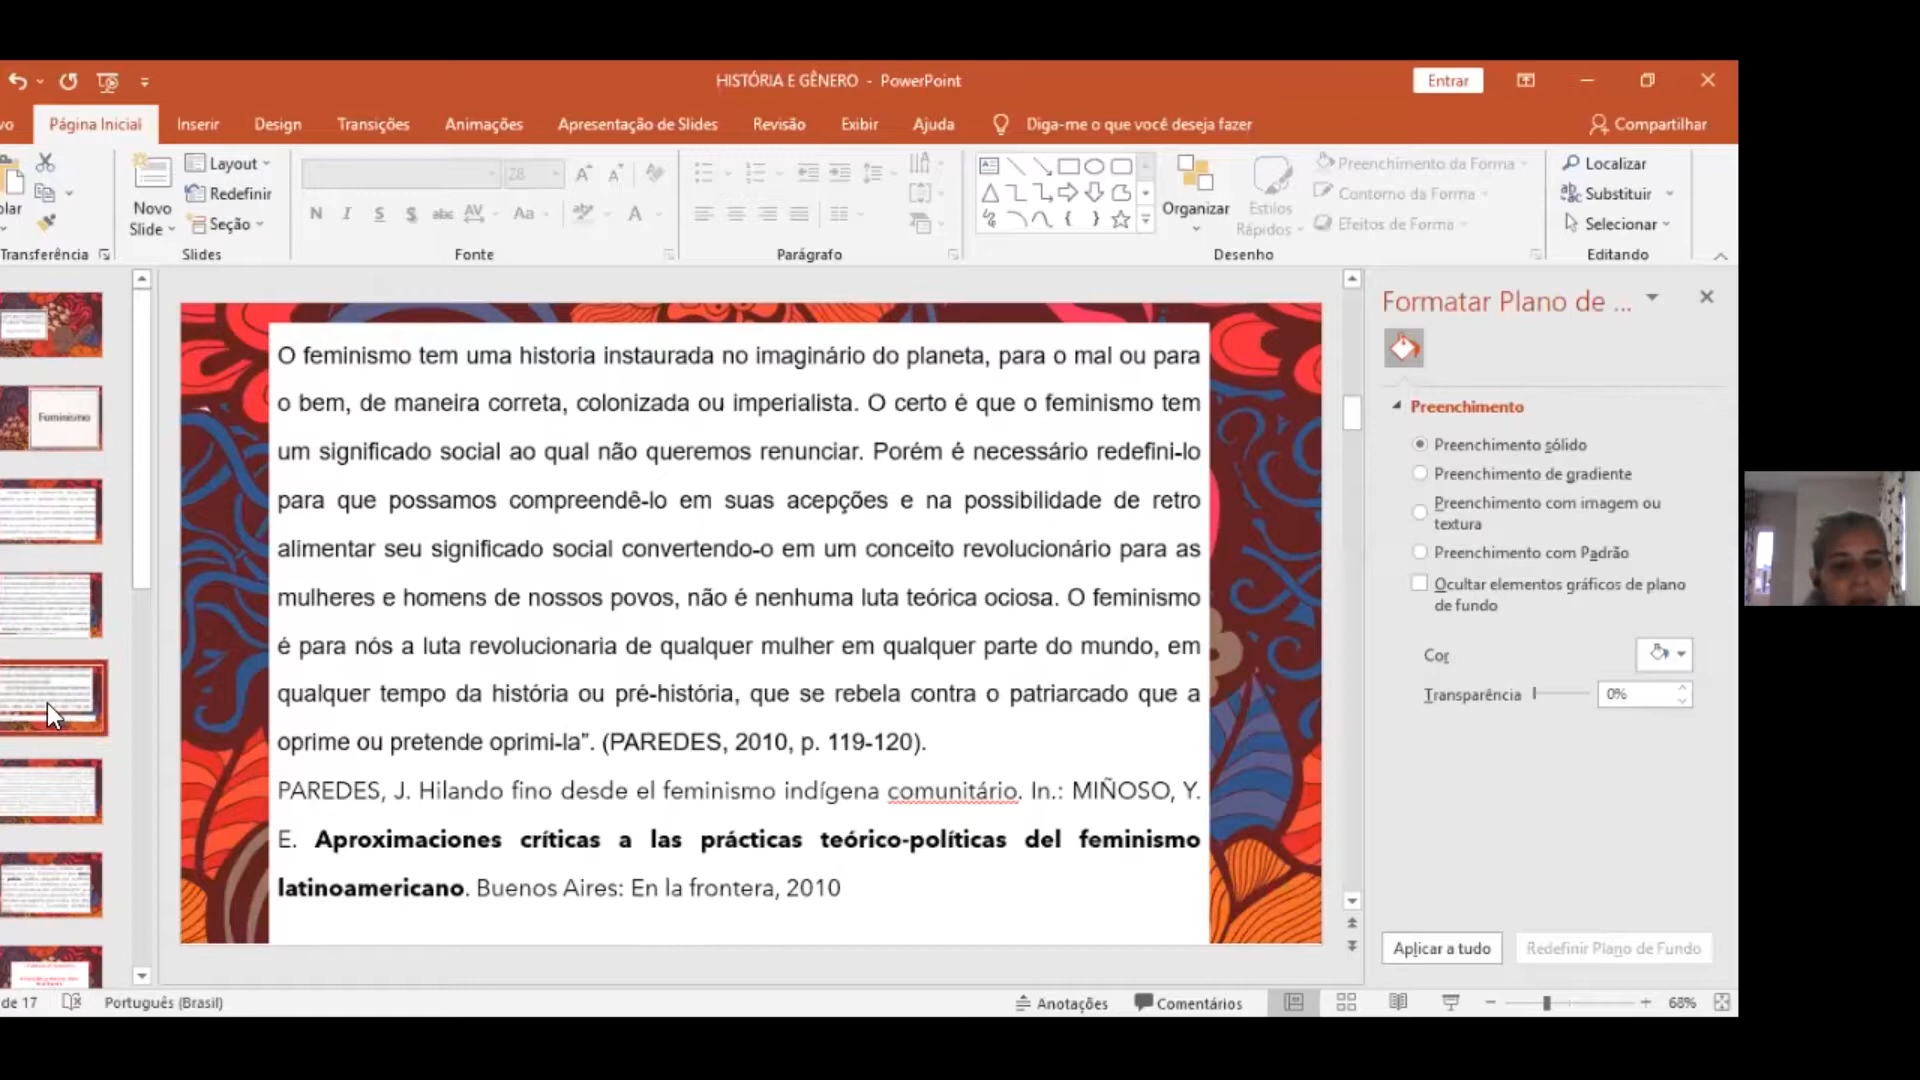 HISTÓRIA E GÊNERO - PowerPoint
Entrar
Página Inicial
Inserir
Design
Transições
Animações
Apresentação de Slides
Revisão
Exibir
Ajuda
Diga-me o que você deseja fazer
Compartilhar
Layout
Redefinir
Seção
Novo
Slide
28
Organizar
Estilos
Rápidos
Preenchimento da Forma
Contorno da Forma
Efeitos de Forma
Localizar
Substituir
Selecionar
Transferência
Slides
Fonte
Parágrafo
Desenho
Editando
Feminismo
O feminismo tem uma historia instaurada no imaginário do planeta, para o mal ou para
o bem, de maneira correta, colonizada ou imperialista. O certo é que o feminismo tem
um significado social ao qual não queremos renunciar. Porém é necessário redefini-lo
para que possamos compreendê-lo em suas acepções e na possibilidade de retro
alimentar seu significado social convertendo-o em um conceito revolucionário para as
mulheres e homens de nossos povos, não é nenhuma luta teórica ociosa. O feminismo
é para nós a luta revolucionaria de qualquer mulher em qualquer parte do mundo, em
qualquer tempo da história ou pré-história, que se rebela contra o patriarcado que a
oprime ou pretende oprimi-la”. (PAREDES, 2010, p. 119-120).
PAREDES, J. Hilando fino desde el feminismo indígena comunitário. In.: MIÑOSO, Y.
E. Aproximaciones críticas a las prácticas teórico-políticas del feminismo
latinoamericano. Buenos Aires: En la frontera, 2010
Formatar Plano de ...
Preenchimento
Preenchimento sólido
Preenchimento de gradiente
Preenchimento com imagem ou
textura
Preenchimento com Padrão
Ocultar elementos gráficos de plano
de fundo
Cor
Transparência
0%
Aplicar a tudo
Redefinir Plano de Fundo
de 17
Português (Brasil)
Anotações
Comentários
68%